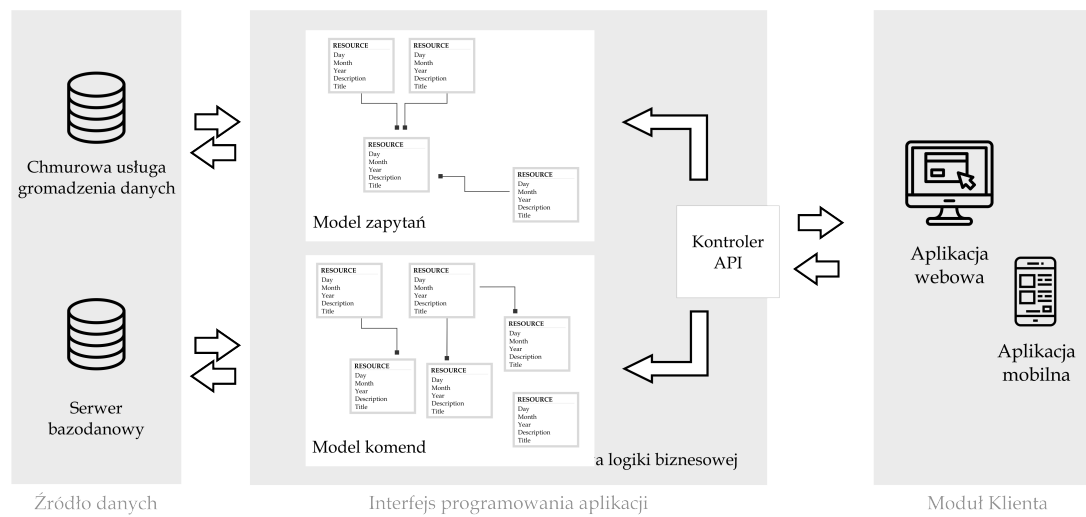 Chmurowa usługa
gromadzenia danych
Serwer
bazodanowy
Źródło danych
RESOURCE
Day
Month
Year
Description
Title
RESOURCE
Day
Month
Year
Description
Title
RESOURCE
Day
Month
Year
Description
Title
RESOURCE
Day
Month
Year
Description
Title
Model zapytań
RESOURCE
Day
Month
Year
Description
Title
RESOURCE
Day
Month
Year
Description
Title
RESOURCE
Day
Month
Year
Description
Title
RESOURCE
Day
Month
Year
Description
Title
RESOURCE
Day
Month
Year
Description
Title
RESOURCE
Day
Month
Year
Description
Title
Model komend
a logiki biznesowej
Kontroler
API
Interfejs programowania aplikacji
Aplikacja
webowa
Aplikacja
mobilna
Moduł Klienta